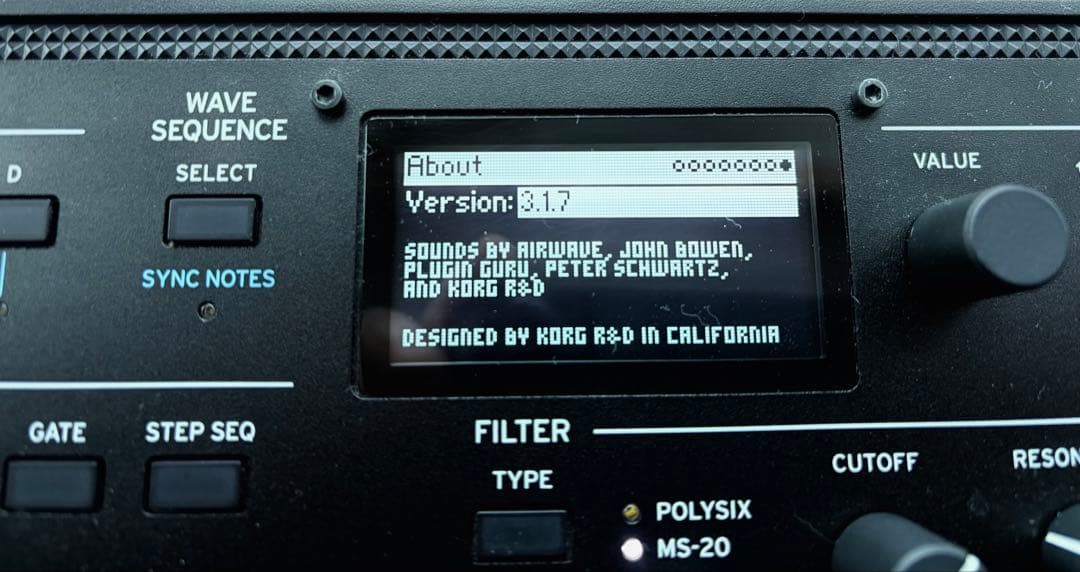 WAVE
SEQUENCE
SELECT
D
SYNC NOTES
GATE
STEP SEQ
About
Version: 3.1.7
SOUNDS BY AIRWAVE, JOHN BOWEN,
PLUGIN GURU, PETER SCHWARTZ,
AND KORG R&D
DESIGNED BY KORG R&D IN CALIFORNIA
VALUE
FILTER
TYPE
POLYSIX
MS-20
CUTOFF
RESON